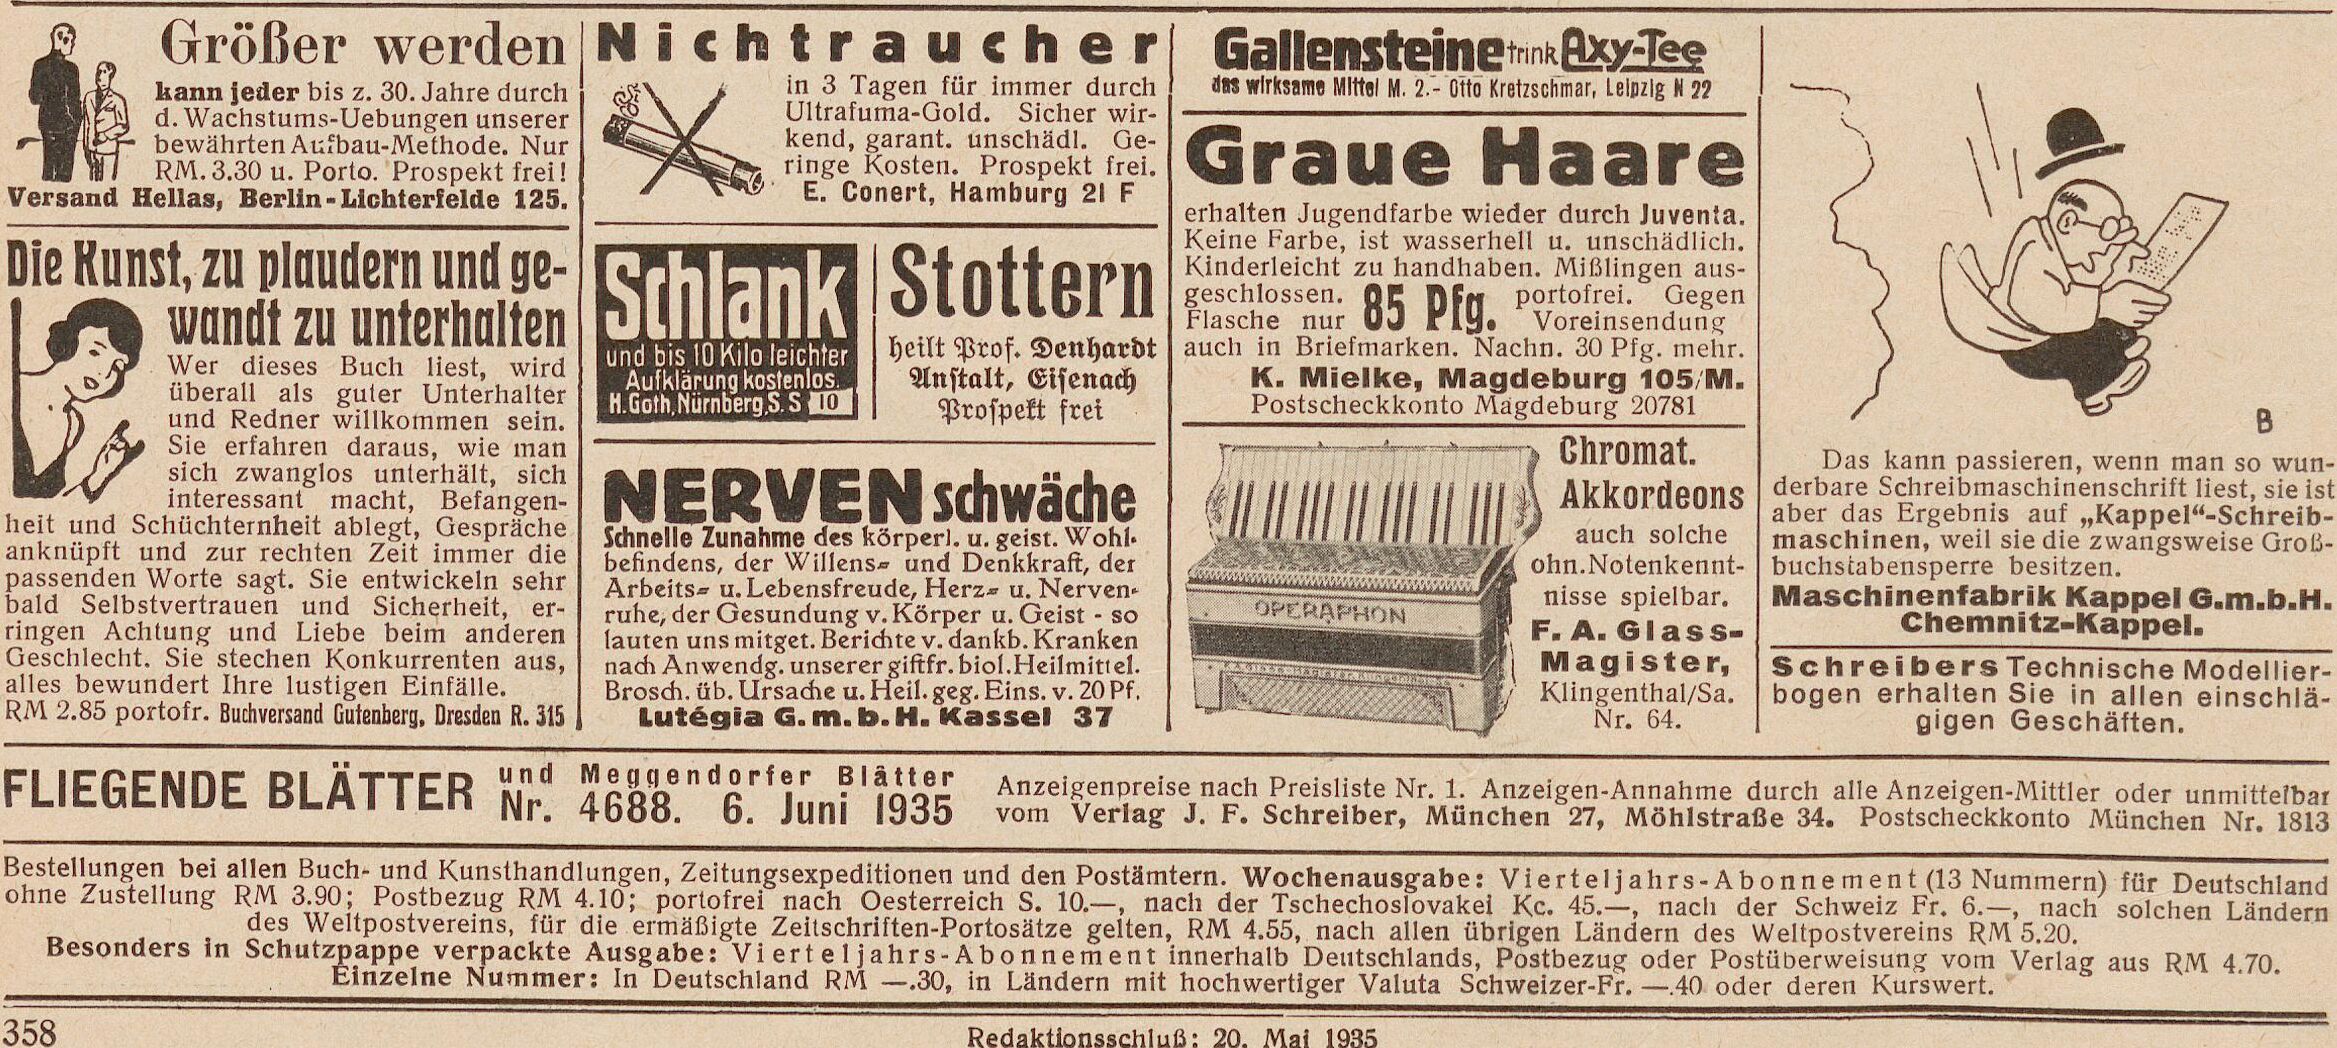 Größer werden
kann jeder bis z. 30. Jahre durch
d. Wachstums-Uebungen unserer
bewährten Aufbau-Methode. Nur
RM. 3.30 u. Porto. Prospekt frei!
Versand Hellas, Berlin-Lichterfelde 125.
Die Kunst, zu plaudern und ge-
wandt zu unterhalten
Wer dieses Buch liest, wird
überall als guter Unterhalter
und Redner willkommen sein.
Sie erfahren daraus, wie man
sich zwanglos unterhält, sich
interessant macht, Befangen-
heit und Schüchternheit ablegt, Gespräche
anknüpft und zur rechten Zeit immer die
passenden Worte sagt. Sie entwickeln sehr
bald Selbstvertrauen und Sicherheit, er-
ringen Achtung und Liebe beim anderen
Geschlecht. Sie stechen Konkurrenten aus,
alles bewundert Ihre lustigen Einfälle.
RM 2.85 portofr. Buchversand Gutenberg, Dresden R. 315
Nichtraucher
in 3 Tagen für immer durch
Ultrafuma-Gold. Sicher wir-
kend, garant. unschädl. Ge-
ringe Kosten. Prospekt frei.
E. Conert, Hamburg 21 F
Schlank
und bis 10 Kilo leichter
Aufklärung kostenlos.
H. Goth, Nürnberg, S. S 10
Stottern
heilt Prof. Denhardt
Anstalt, Eisenach
Prospekt frei
NERVENschwäche
Schnelle Zunahme des körperl. u. geist. Wohl-
befindens, der Willens- und Denkkraft, der
Arbeits- u. Lebensfreude, Herz- u. Nerven-
ruhe, der Gesundung v. Körper u. Geist - so
lauten uns mitget. Berichte v. dankb. Kranken
nach Anwendg. unserer giftfr. biol. Heilmittel.
Brosch. üb. Ursache u. Heil. geg. Eins. v. 20 Pf.
Lutégia G.m.b.H. Kassel 37
Gallensteine trink Axy-Tee
das wirksame Mittel M. 2.- Otto Kretzschmar, Leipzig N 22
Graue Haare
erhalten Jugendfarbe wieder durch Juventa.
Keine Farbe, ist wasserhell u. unschädlich.
Kinderleicht zu handhaben. Mißlingen aus-
geschlossen. 85 Pfg. portofrei. Gegen
Flasche nur Voreinsendung
auch in Briefmarken. Nachn. 30 Pfg. mehr.
K. Mielke, Magdeburg 105/M.
Postscheckkonto Magdeburg 20781
OPERAPHON
Chromat.
Akkordeons
auch solche
ohn. Notenkennt-
nisse spielbar.
F. A. Glass-
Magister,
Klingenthal/Sa.
Nr. 64.
B
Das kann passieren, wenn man so wun-
derbare Schreibmaschinenschrift liest, sie ist
aber das Ergebnis auf „Kappel"-Schreib-
maschinen, weil sie die zwangsweise Groß-
buchstabensperre besitzen.
Maschinenfabrik Kappel G.m.b.H.
Chemnitz-Kappel.
Schreibers Technische Modellier-
bogen erhalten Sie in allen einschlä-
gigen Geschäften.
FLIEGENDE BLÄTTER und Meggendorfer Blätter
Nr. 4688. 6. Juni 1935
Anzeigenpreise nach Preisliste Nr. 1. Anzeigen-Annahme durch alle Anzeigen-Mittler oder unmittelbar
vom Verlag J. F. Schreiber, München 27, Möhlstraße 34. Postscheckkonto München Nr. 1813
Bestellungen bei allen Buch- und Kunsthandlungen, Zeitungsexpeditionen und den Postämtern. Wochenausgabe: Vierteljahrs-Abonnement (13 Nummern) für Deutschland
ohne Zustellung RM 3.90; Postbezug RM 4.10; portofrei nach Oesterreich S. 10.—, nach der Tschechoslovakei Kc. 45.—, nach der Schweiz Fr. 6.—, nach solchen Ländern
des Weltpostvereins, für die ermäßigte Zeitschriften-Portosätze gelten, RM 4.55, nach allen übrigen Ländern des Weltpostvereins RM 5.20.
Besonders in Schutzpappe verpackte Ausgabe: Vierteljahrs-Abonnement innerhalb Deutschlands, Postbezug oder Postüberweisung vom Verlag aus RM 4.70.
Einzelne Nummer: In Deutschland RM —.30, in Ländern mit hochwertiger Valuta Schweizer-Fr. —.40 oder deren Kurswert.
358
Redaktionsschluß: 20. Mai 1935